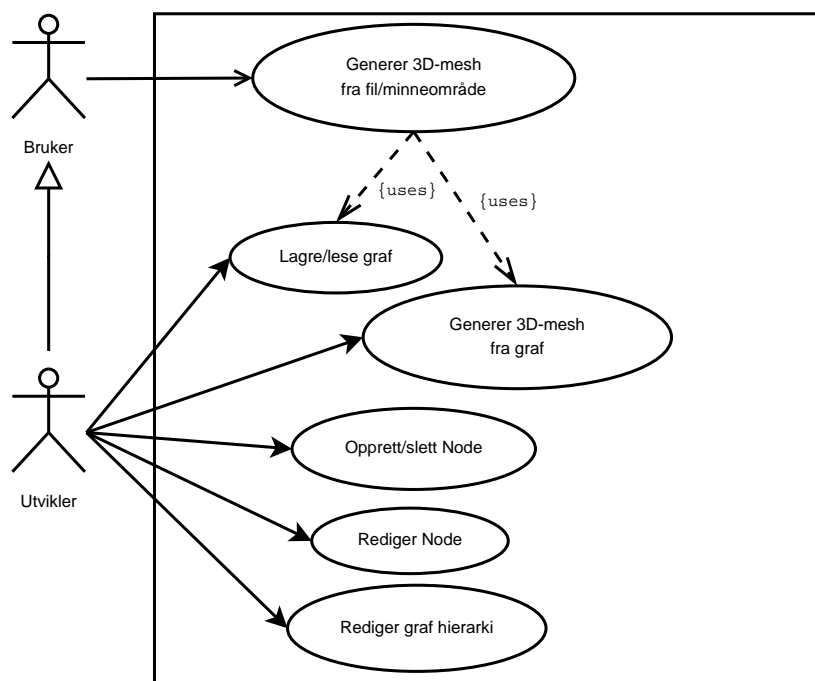 Generer 3D-mesh
fra fil/minneområde
Bruker
{uses}
{uses}
Lagre/lese graf
Generer 3D-mesh
fra graf
Opprett/slett Node
Utvikler
Rediger Node
Rediger graf hierarki